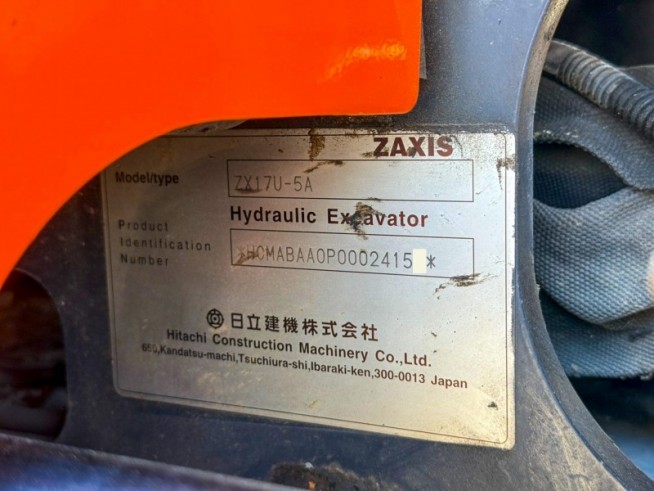 ZAXIS
Model/type ZX17U-5A
Hydraulic Excavator
Product
Identification
Number
*HCMABAA0P0002415 *
日立建機株式会社
Hitachi Construction Machinery Co.,Ltd.
650,Kandatsu-machi,Tsuchiura-shi,Ibaraki-ken,300-0013 Japan